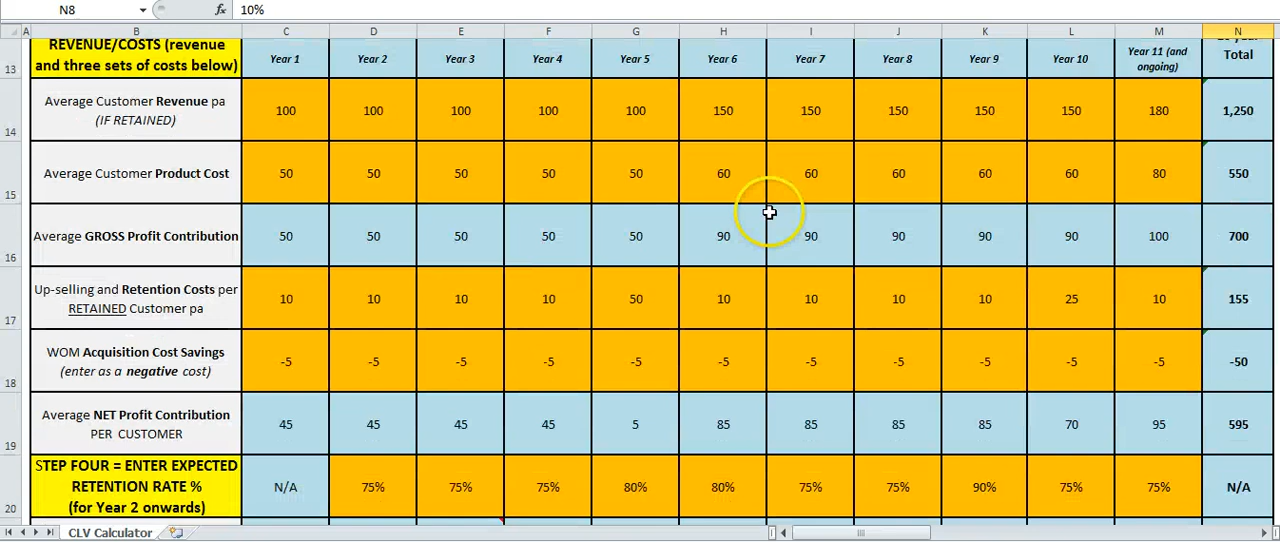 N8 fx 10%
A B C D E F G H I J K L M N
13 REVENUE/COSTS (revenue
and three sets of costs below) Year 1 Year 2 Year 3 Year 4 Year 5 Year 6 Year 7 Year 8 Year 9 Year 10 Year 11 (and
ongoing) Total
14 Average Customer Revenue pa
(IF RETAINED) 100 100 100 100 100 150 150 150 150 150 180 1,250
15 Average Customer Product Cost 50 50 50 50 50 60 60 60 60 60 80 550
16 Average GROSS Profit Contribution 50 50 50 50 50 90 90 90 90 90 100 700
17 Up-selling and Retention Costs per
RETAINED Customer pa 10 10 10 10 50 10 10 10 10 25 10 155
18 WOM Acquisition Cost Savings
(enter as a negative cost) -5 -5 -5 -5 -5 -5 -5 -5 -5 -5 -5 -50
19 Average NET Profit Contribution
PER CUSTOMER 45 45 45 45 5 85 85 85 85 70 95 595
20 STEP FOUR = ENTER EXPECTED
RETENTION RATE %
(for Year 2 onwards) N/A 75% 75% 75% 80% 80% 75% 75% 90% 75% 75% N/A
CLV Calculator